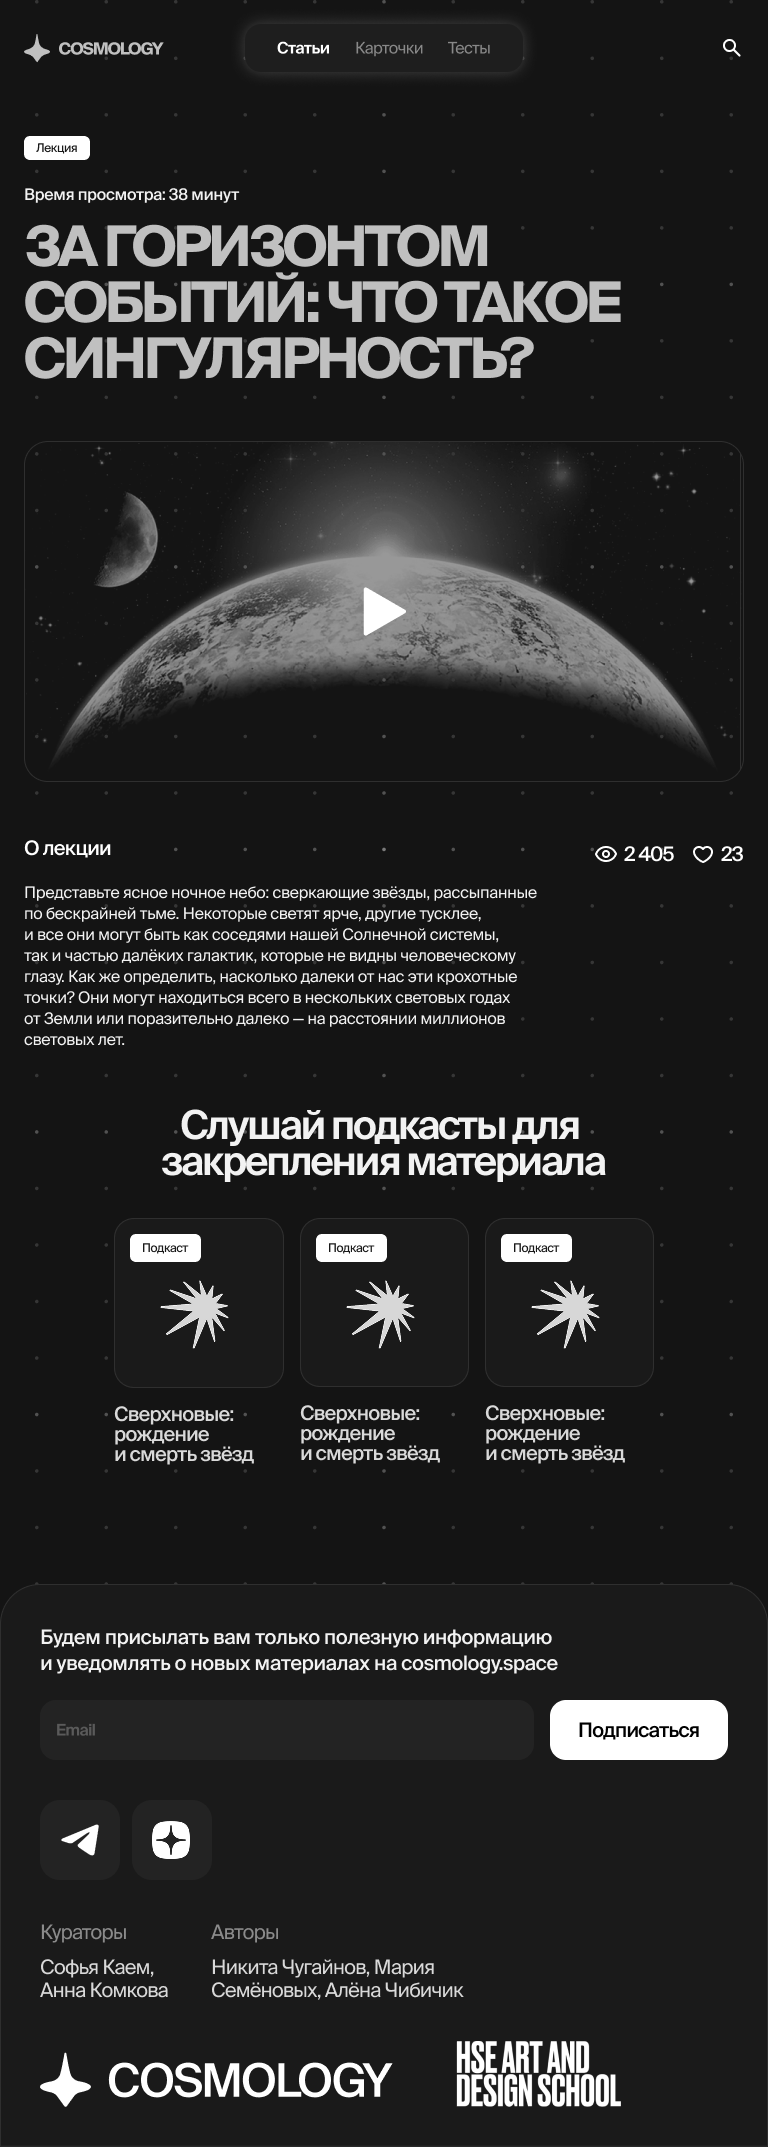 COSMOLOGY
Статьи
Карточки
Тесты
Лекция
Время просмотра: 38 минут
ЗА ГОРИЗОНТОМ
СОБЫТИЙ: ЧТО ТАКОЕ
СИНГУЛЯРНОСТЬ?
О лекции
2 405
23
Представьте ясное ночное небо: сверкающие звёзды, рассыпанные
по бескрайней тьме. Некоторые светят ярче, другие тусклее,
и все они могут быть как соседями нашей Солнечной системы,
так и частью далёких галактик, которые не видны человеческому
глазу. Как же определить, насколько далеки от нас эти крохотные
точки? Они могут находиться всего в нескольких световых годах
от Земли или поразительно далеко — на расстоянии миллионов
световых лет.
Слушай подкасты для
закрепления материала
Подкаст
Сверхновые:
рождение
и смерть звёзд
Подкаст
Сверхновые:
рождение
и смерть звёзд
Подкаст
Сверхновые:
рождение
и смерть звёзд
Будем присылать вам только полезную информацию
и уведомлять о новых материалах на cosmology.space
Email
Подписаться
Кураторы
Софья Каем,
Анна Комкова
Авторы
Никита Чугайнов, Мария
Семёновых, Алёна Чибичик
COSMOLOGY
HSE ART AND
DESIGN SCHOOL